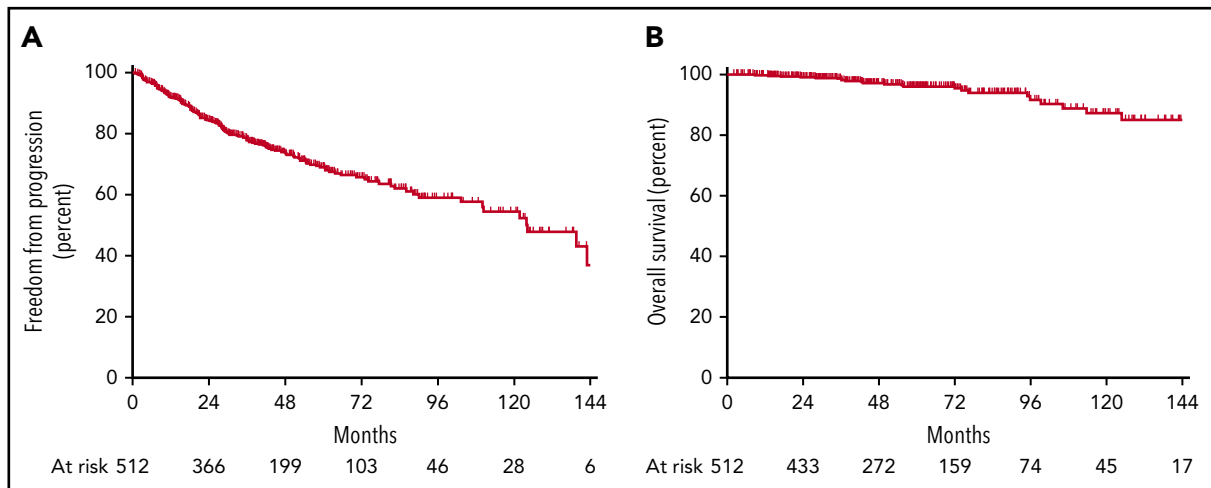 A
Freedom from progression
(percent)
100
80
60
40
20
0
0 24 48 72 96 120 144
Months
At risk 512 366 199 103 46 28 6
B
Overall survival (percent)
100
80
60
40
20
0
0 24 48 72 96 120 144
Months
At risk 512 433 272 159 74 45 17